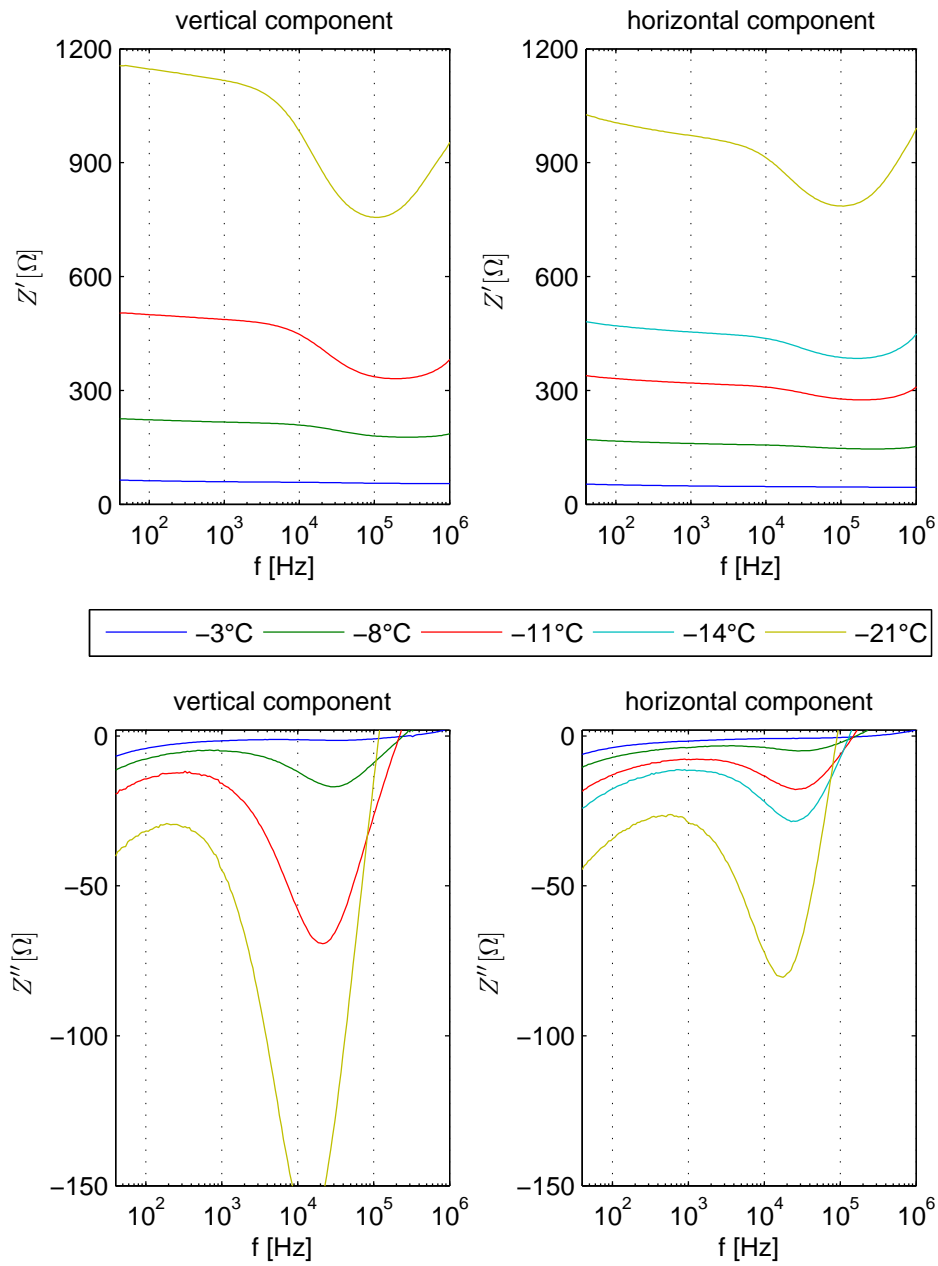 vertical component
horizontal component
1200
900
600
300
0
Z′[Ω]
10² 10³ 10⁴ 10⁵ 10⁶
f [Hz]
1200
900
600
300
0
Z′[Ω]
10² 10³ 10⁴ 10⁵ 10⁶
f [Hz]
−3°C −8°C −11°C −14°C −21°C
vertical component
horizontal component
0
−50
−100
−150
Z′′[Ω]
10² 10³ 10⁴ 10⁵ 10⁶
f [Hz]
0
−50
−100
−150
Z′′[Ω]
10² 10³ 10⁴ 10⁵ 10⁶
f [Hz]